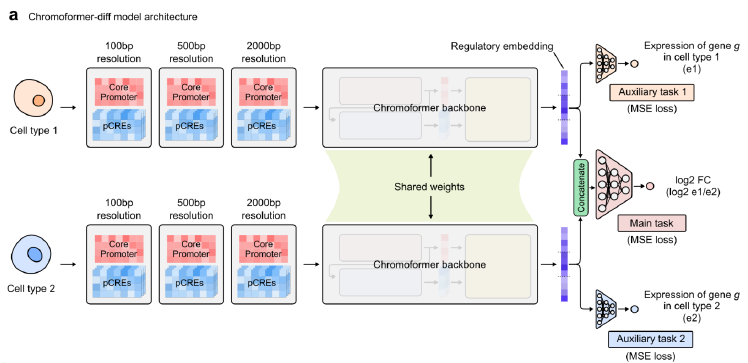 a Chromoformer-diff model architecture
100bp
resolution
500bp
resolution
2000bp
resolution
Core
Promoter
pCREs
Core
Promoter
pCREs
Core
Promoter
pCREs
Cell type 1
Chromoformer backbone
Regulatory embedding
Expression of gene g
in cell type 1
(e1)
Auxiliary task 1
(MSE loss)
Shared weights
Concatenate
log2 FC
(log2 e1/e2)
Main task
(MSE loss)
100bp
resolution
500bp
resolution
2000bp
resolution
Core
Promoter
pCREs
Core
Promoter
pCREs
Core
Promoter
pCREs
Cell type 2
Chromoformer backbone
Expression of gene g
in cell type 2
(e2)
Auxiliary task 2
(MSE loss)